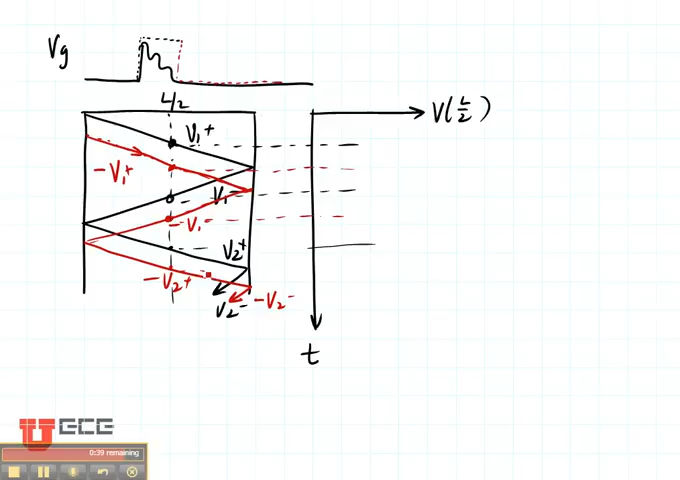 Vg
L/2
V1+
V(L/2)
-V1+
V1-
-V1-
V2+
-V2+
V2-
-V2-
t
U ECE
0:39 remaining